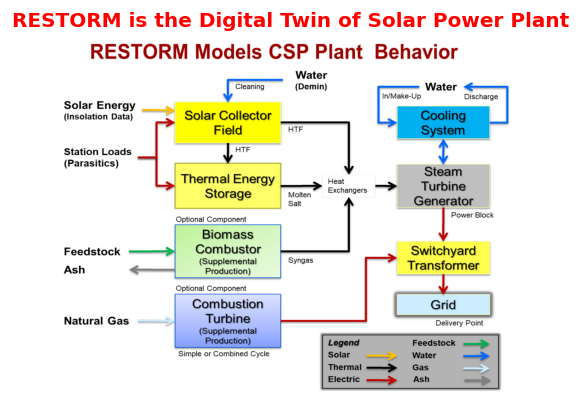 RESTORM is the Digital Twin of Solar Power Plant
RESTORM Models CSP Plant Behavior
Water
(Demin)
Cleaning
Water
In/Make-Up
Discharge
Solar Energy
(Insolation Data)
Solar Collector
Field
HTF
Cooling
System
Station Loads
(Parasitics)
HTF
Thermal Energy
Storage
Molten
Salt
Heat
Exchangers
Steam
Turbine
Generator
Power Block
Optional Component
Biomass
Combustor
(Supplemental
Production)
Feedstock
Ash
Syngas
Switchyard
Transformer
Optional Component
Combustion
Turbine
(Supplemental
Production)
Natural Gas
Simple or Combined Cycle
Grid
Delivery Point
Legend
Solar
Thermal
Electric
Feedstock
Water
Gas
Ash